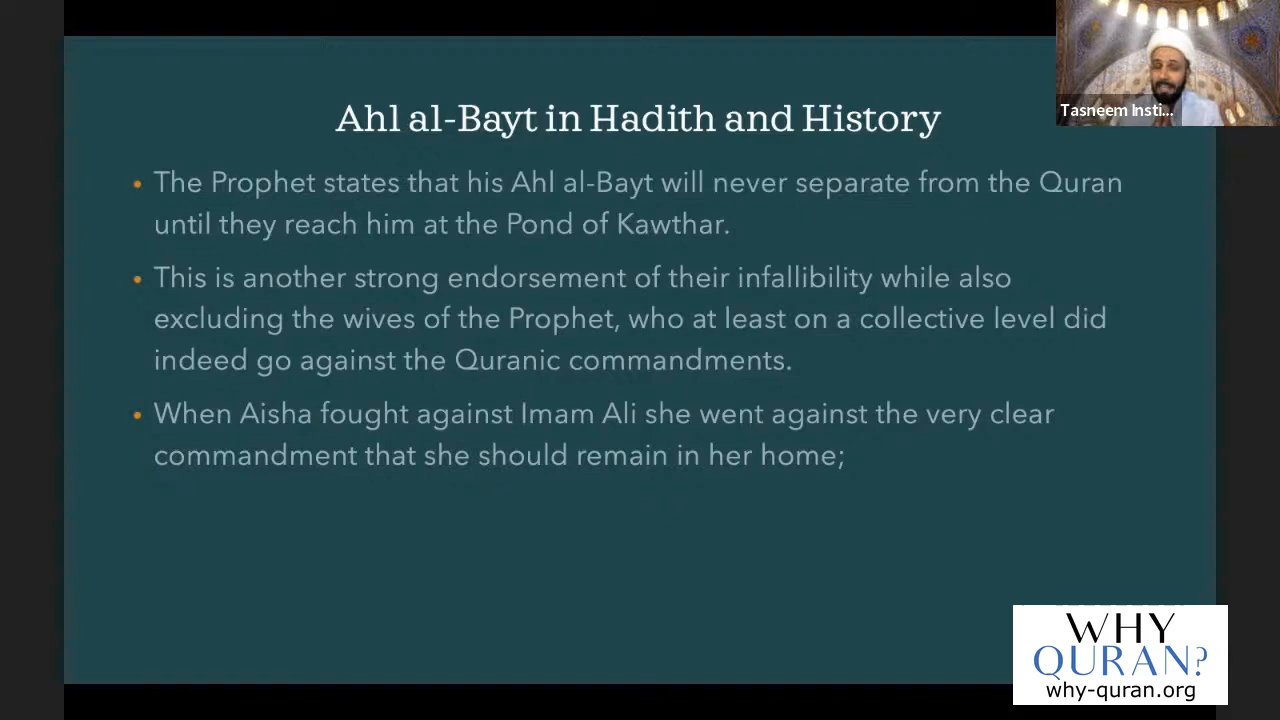 Ahl al-Bayt in Hadith and History
Tasneem Insti...
• The Prophet states that his Ahl al-Bayt will never separate from the Quran
until they reach him at the Pond of Kawthar.
• This is another strong endorsement of their infallibility while also
excluding the wives of the Prophet, who at least on a collective level did
indeed go against the Quranic commandments.
• When Aisha fought against Imam Ali she went against the very clear
commandment that she should remain in her home;
WHY
QURAN?
why-quran.org